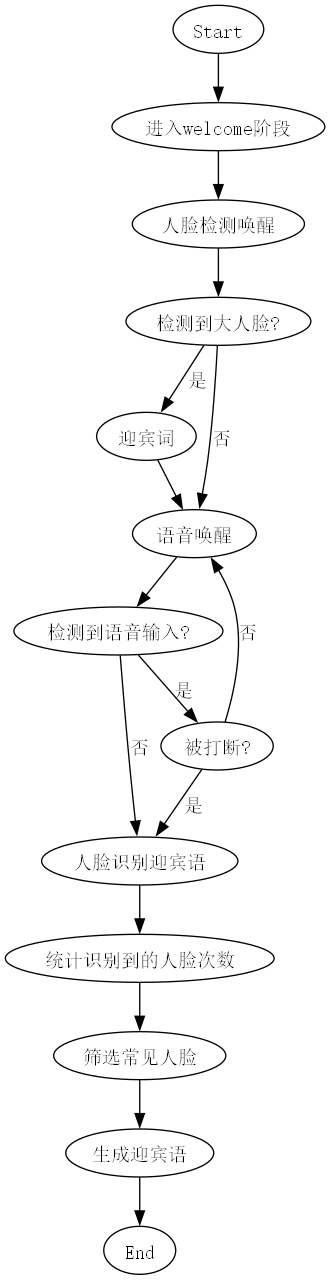 Start
进入welcome阶段
人脸检测唤醒
检测到大人脸?
是
迎宾词
否
语音唤醒
检测到语音输入?
否
是
否
被打断?
是
人脸识别迎宾语
统计识别到的人脸次数
筛选常见人脸
生成迎宾语
End